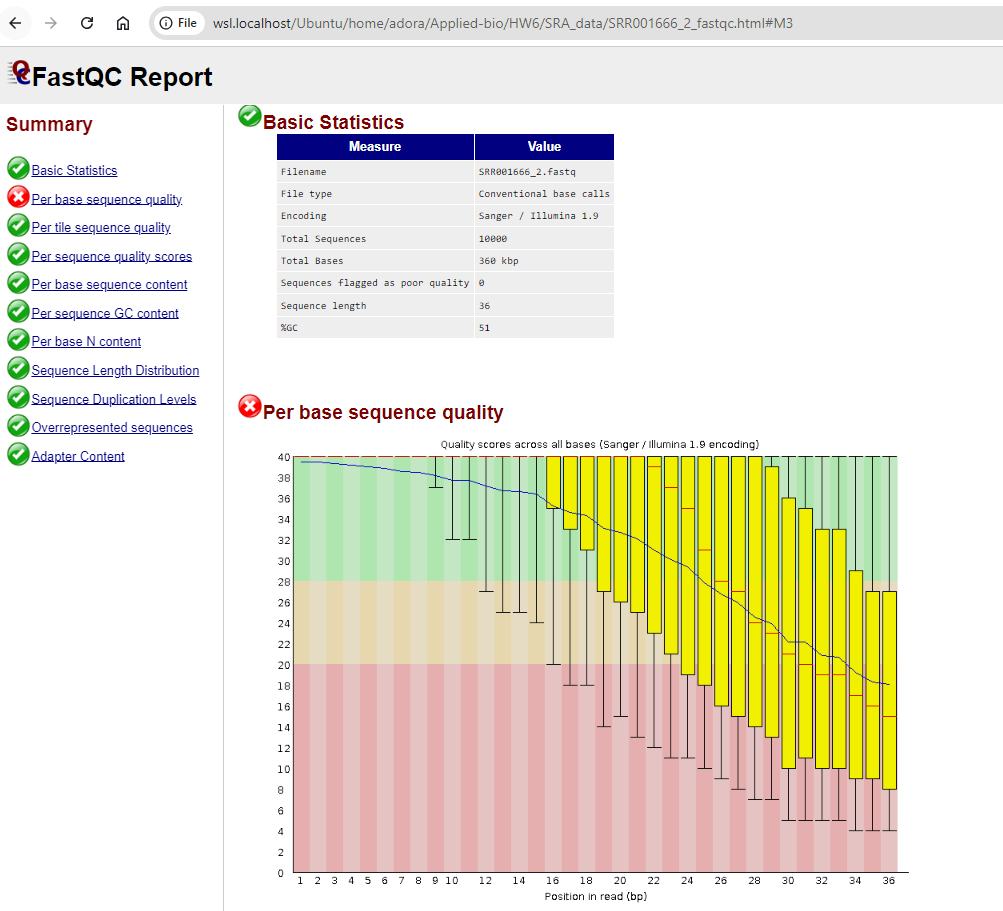 File wsl.localhost/Ubuntu/home/adora/Applied-bio/HW6/SRA_data/SRR001666_2_fastqc.html#M3
FastQC Report
Summary
Basic Statistics
Per base sequence quality
Per tile sequence quality
Per sequence quality scores
Per base sequence content
Per sequence GC content
Per base N content
Sequence Length Distribution
Sequence Duplication Levels
Overrepresented sequences
Adapter Content
Basic Statistics
Measure Value
Filename SRR001666_2.fastq
File type Conventional base calls
Encoding Sanger / Illumina 1.9
Total Sequences 10000
Total Bases 360 kbp
Sequences flagged as poor quality 0
Sequence length 36
%GC 51
Per base sequence quality
Quality scores across all bases (Sanger / Illumina 1.9 encoding)
40
38
36
34
32
30
28
26
24
22
20
18
16
14
12
10
8
6
4
2
0
1 2 3 4 5 6 7 8 9 10 12 14 16 18 20 22 24 26 28 30 32 34 36
Position in read (bp)